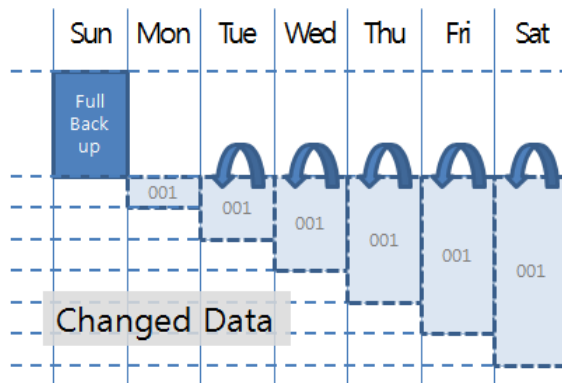 Sun Mon Tue Wed Thu Fri Sat
Full
Back
up
001
001
001
001
001
001
Changed Data